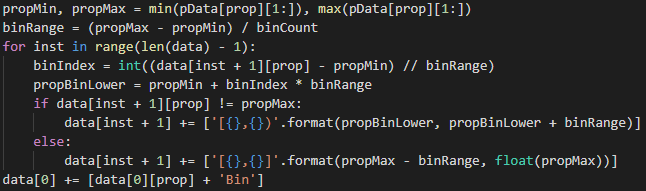 propMin, propMax = min(pData[prop][1:]), max(pData[prop][1:])
binRange = (propMax - propMin) / binCount
for inst in range(len(data) - 1):
    binIndex = int((data[inst + 1][prop] - propMin) // binRange)
    propBinLower = propMin + binIndex * binRange
    if data[inst + 1][prop] != propMax:
        data[inst + 1] += ['[{},{})'.format(propBinLower, propBinLower + binRange)]
    else:
        data[inst + 1] += ['[{},{}]'.format(propMax - binRange, float(propMax))]
data[0] += [data[0][prop] + 'Bin']